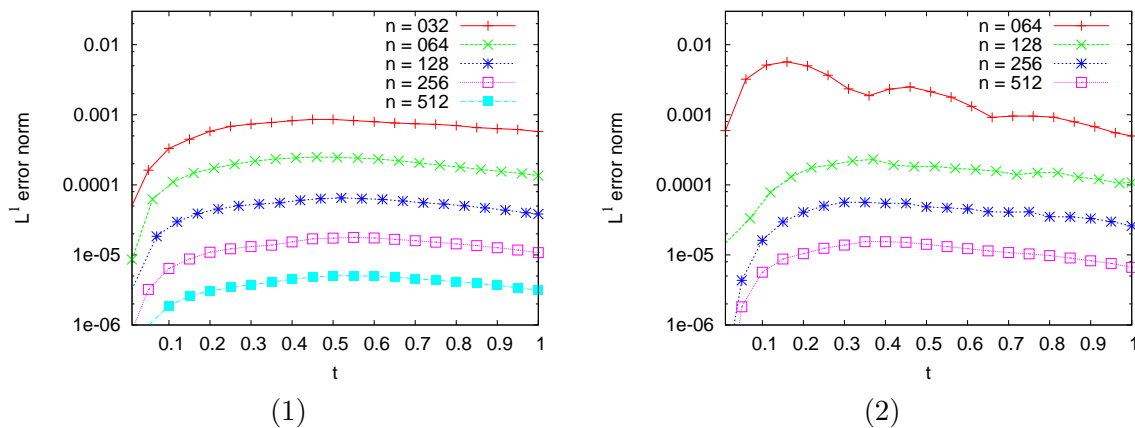 n = 032
n = 064
n = 128
n = 256
n = 512
0.01
0.001
0.0001
1e-05
1e-06
L¹ error norm
0.1 0.2 0.3 0.4 0.5 0.6 0.7 0.8 0.9 1
t
(1)
n = 064
n = 128
n = 256
n = 512
0.01
0.001
0.0001
1e-05
1e-06
L¹ error norm
0.1 0.2 0.3 0.4 0.5 0.6 0.7 0.8 0.9 1
t
(2)